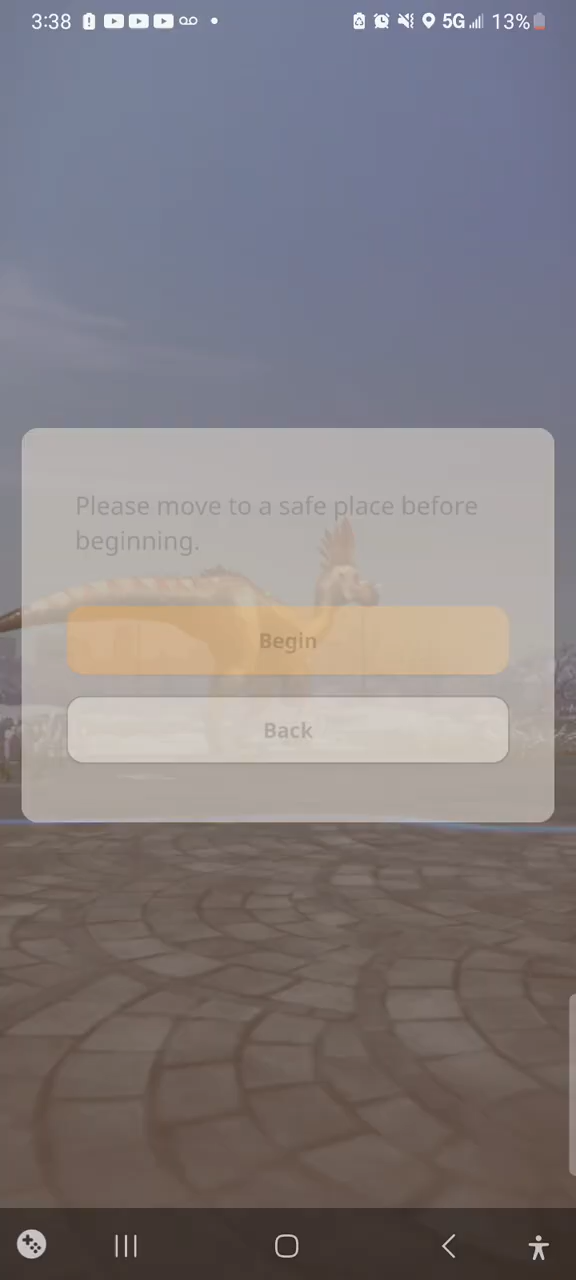 3:38
5G
13%
Please move to a safe place before
beginning.
Begin
Back